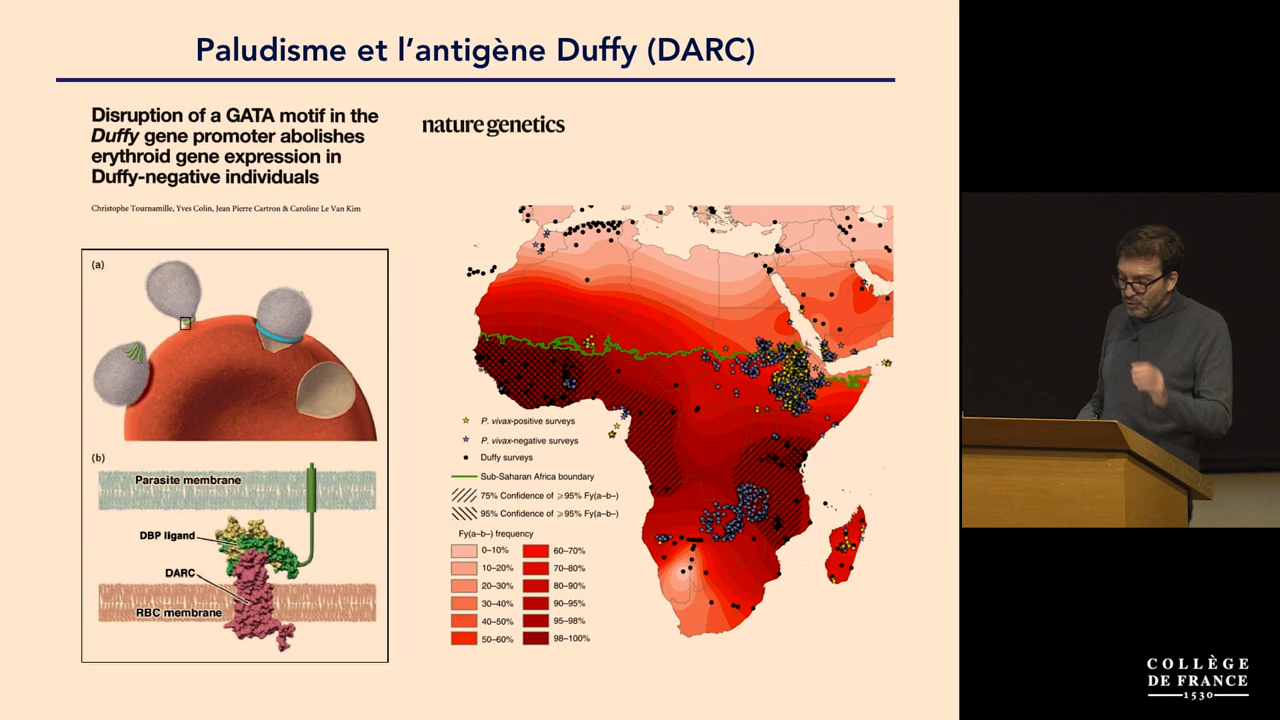 Paludisme et l'antigène Duffy (DARC)
Disruption of a GATA motif in the
Duffy gene promoter abolishes
erythroid gene expression in
Duffy-negative individuals
nature genetics
Christophe Tournamille, Yves Colin, Jean Pierre Cartron & Caroline Le Van Kim
(a)
(b)
Parasite membrane
DBP ligand
DARC
RBC membrane
P. vivax-positive surveys
P. vivax-negative surveys
Duffy surveys
Sub-Saharan Africa boundary
75% Confidence of ⩾95% Fy(a–b–)
95% Confidence of ⩾95% Fy(a–b–)
Fy(a–b–) frequency
0–10%
10–20%
20–30%
30–40%
40–50%
50–60%
60–70%
70–80%
80–90%
90–95%
95–98%
98–100%
COLLÈGE
DE FRANCE
1530